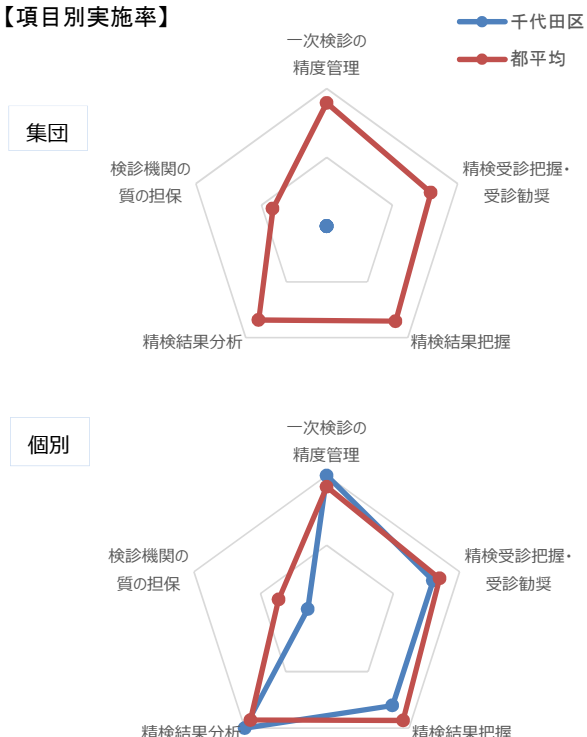 【項目別実施率】
千代田区
都平均
集団
一次検診の
精度管理
検診機関の
質の担保
精検受診把握・
受診勧奨
精検結果分析
精検結果把握
個別
一次検診の
精度管理
検診機関の
質の担保
精検受診把握・
受診勧奨
精検結果分析
精検結果把握